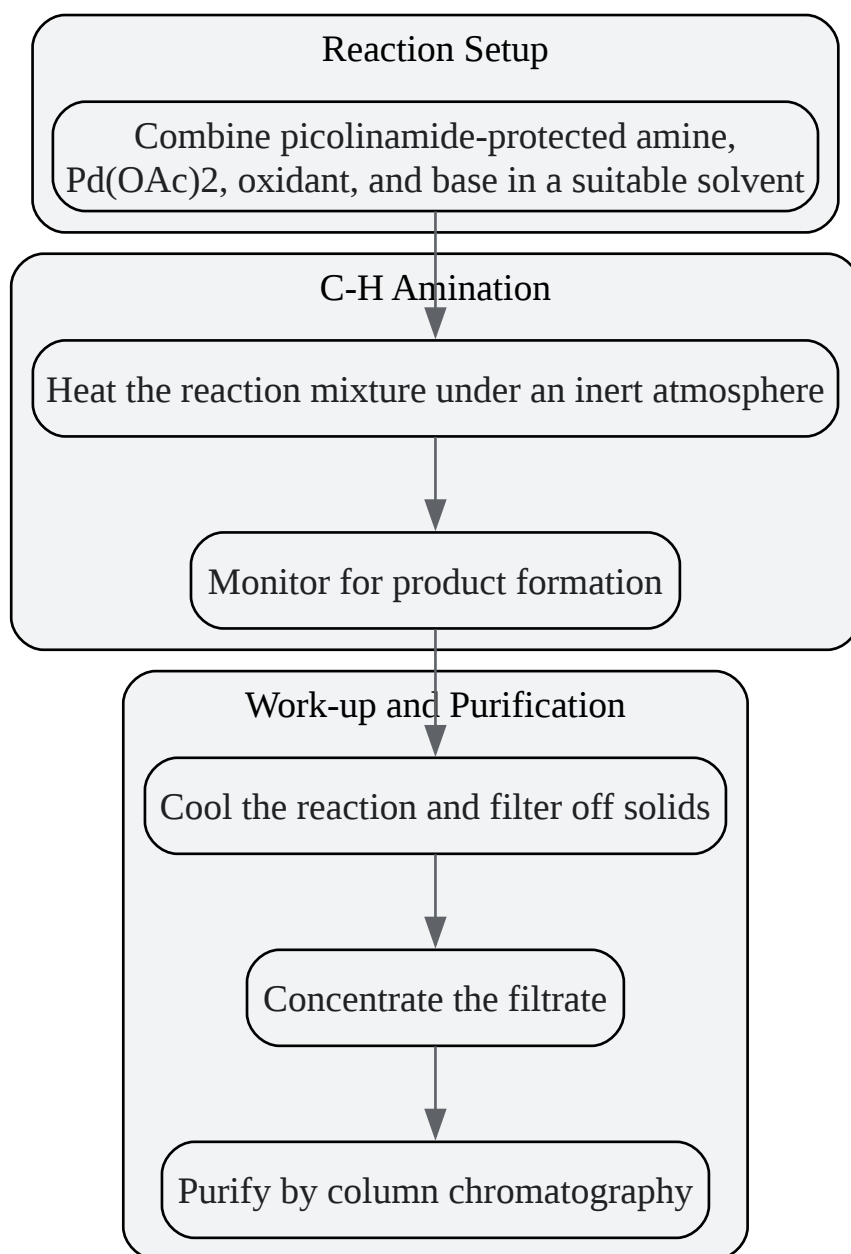 Reaction Setup
Combine picolinamide-protected amine,
Pd(OAc)2, oxidant, and base in a suitable solvent
C-H Amination
Heat the reaction mixture under an inert atmosphere
Monitor for product formation
Work-up and Purification
Cool the reaction and filter off solids
Concentrate the filtrate
Purify by column chromatography